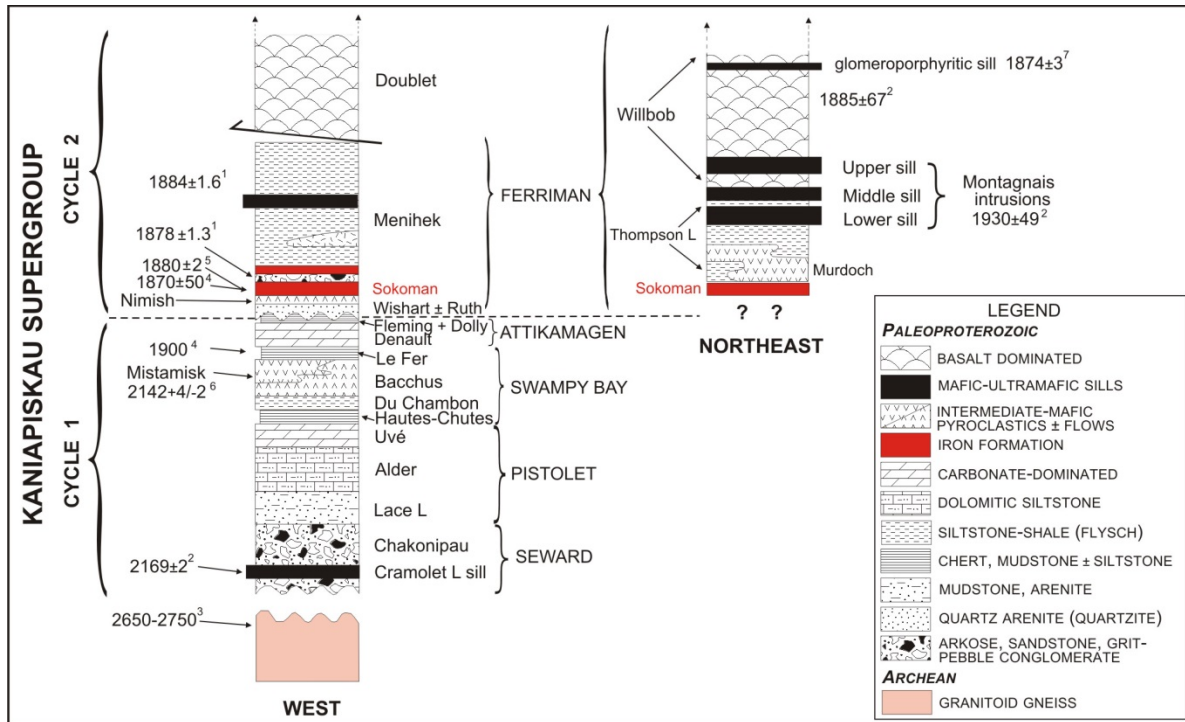 KANIAPISKAU SUPERGROUP
CYCLE 2
CYCLE 1
Doublet
1884±1.6¹
Menihek
1878±1.3¹
1880±2⁵
1870±50⁴
Sokoman
Nimish
Wishart ± Ruth
Fleming + Dolly
Denault
1900⁴
Le Fer
Mistamisk
2142+4/-2⁶
Bacchus
Du Chambon
Hautes-Chutes
Uvé
Alder
Lace L
Chakonipau
2169±2²
Cramolet L sill
2650-2750³
WEST
FERRIMAN
ATTIKAMAGEN
SWAMPY BAY
PISTOLET
SEWARD
glomeroporphyritic sill 1874±3⁷
1885±67²
Willbob
Upper sill
Middle sill
Lower sill
Montagnais
intrusions
1930±49²
Thompson L
Murdoch
Sokoman
? ?
NORTHEAST
LEGEND
PALEOPROTEROZOIC
BASALT DOMINATED
MAFIC-ULTRAMAFIC SILLS
INTERMEDIATE-MAFIC
PYROCLASTICS ± FLOWS
IRON FORMATION
CARBONATE-DOMINATED
DOLOMITIC SILTSTONE
SILTSTONE-SHALE (FLYSCH)
CHERT, MUDSTONE ± SILTSTONE
MUDSTONE, ARENITE
QUARTZ ARENITE (QUARTZITE)
ARKOSE, SANDSTONE, GRIT-
PEBBLE CONGLOMERATE
ARCHEAN
GRANITOID GNEISS